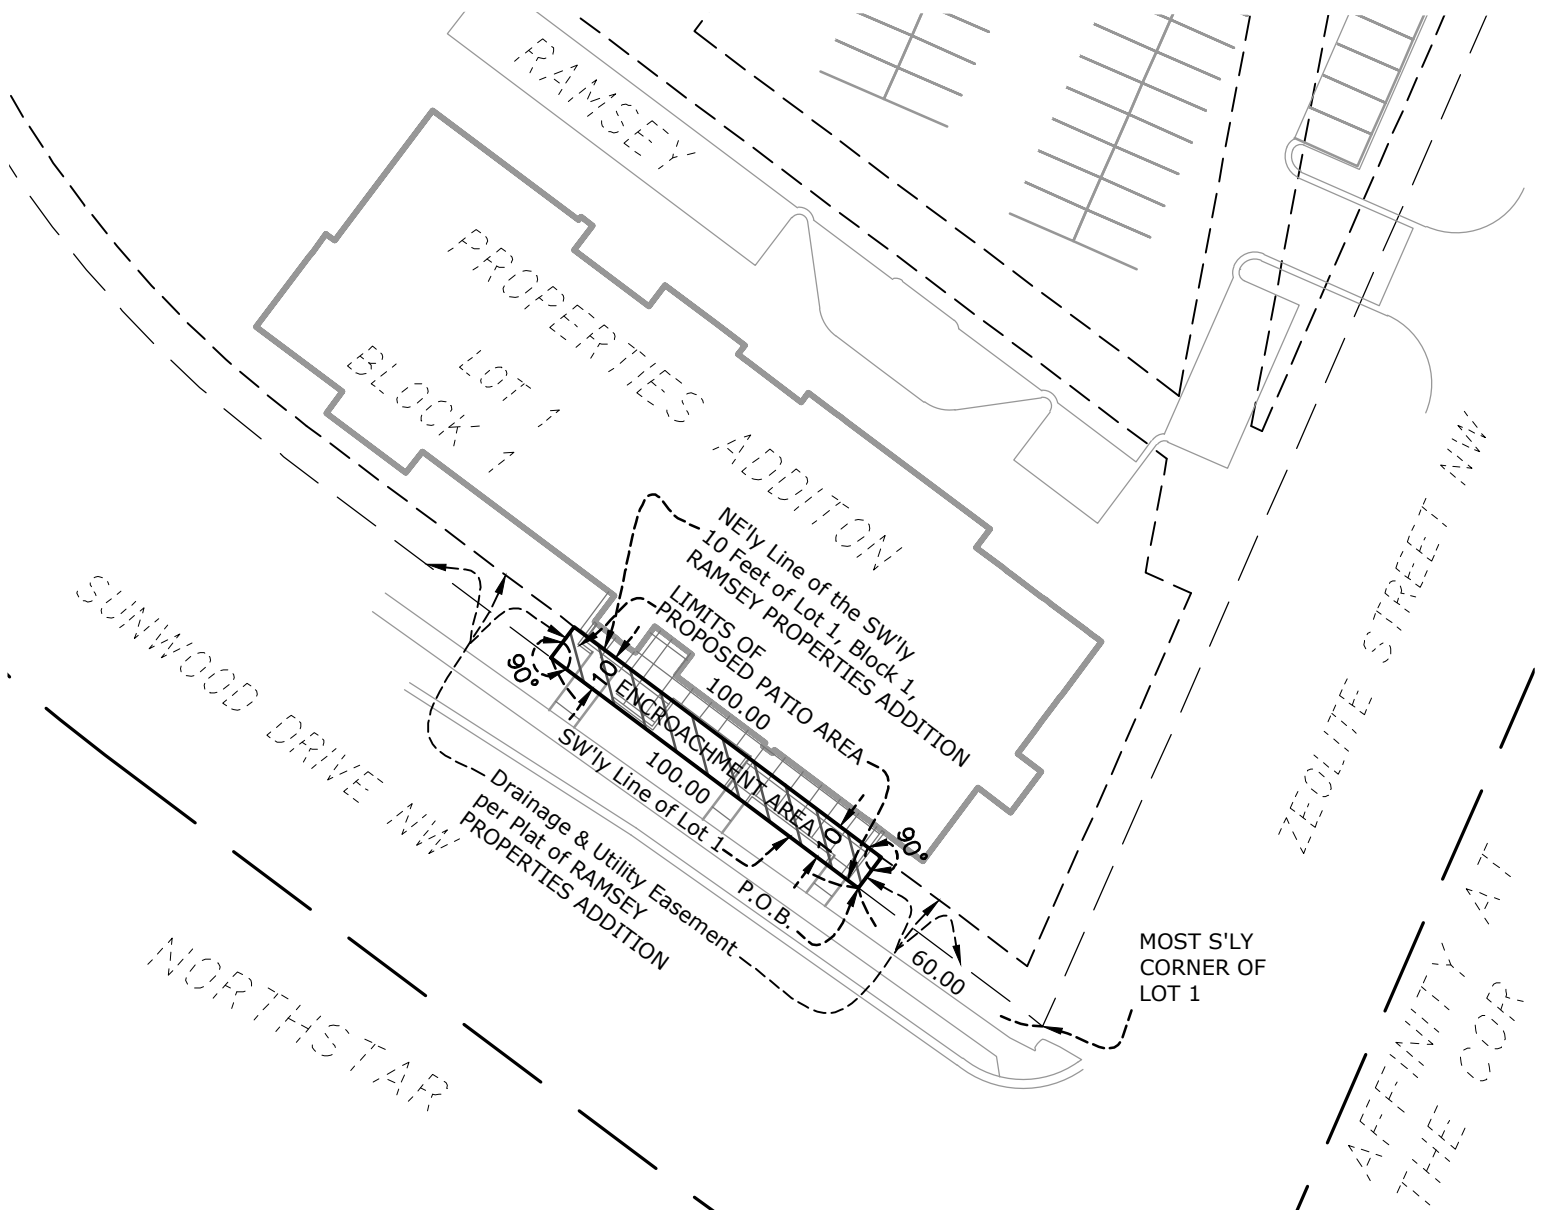 RAMSEY
PROPERTIES ADDITON
LOT 1
BLOCK 1
NE'ly Line of the SW'ly
10 Feet of Lot 1, Block 1,
RAMSEY PROPERTIES ADDITION
LIMITS OF
PROPOSED PATIO AREA
100.00
90°
10
ENCROACHMENT AREA
10
90°
SW'ly Line of Lot 1
100.00
Drainage & Utility Easement
per Plat of RAMSEY
PROPERTIES ADDITION
P.O.B.
60.00
MOST S'LY
CORNER OF
LOT 1
SUNWOOD DRIVE NW
NORTHSTAR
ZEOLITE STREET NW
AFFINITY AT
THE COR